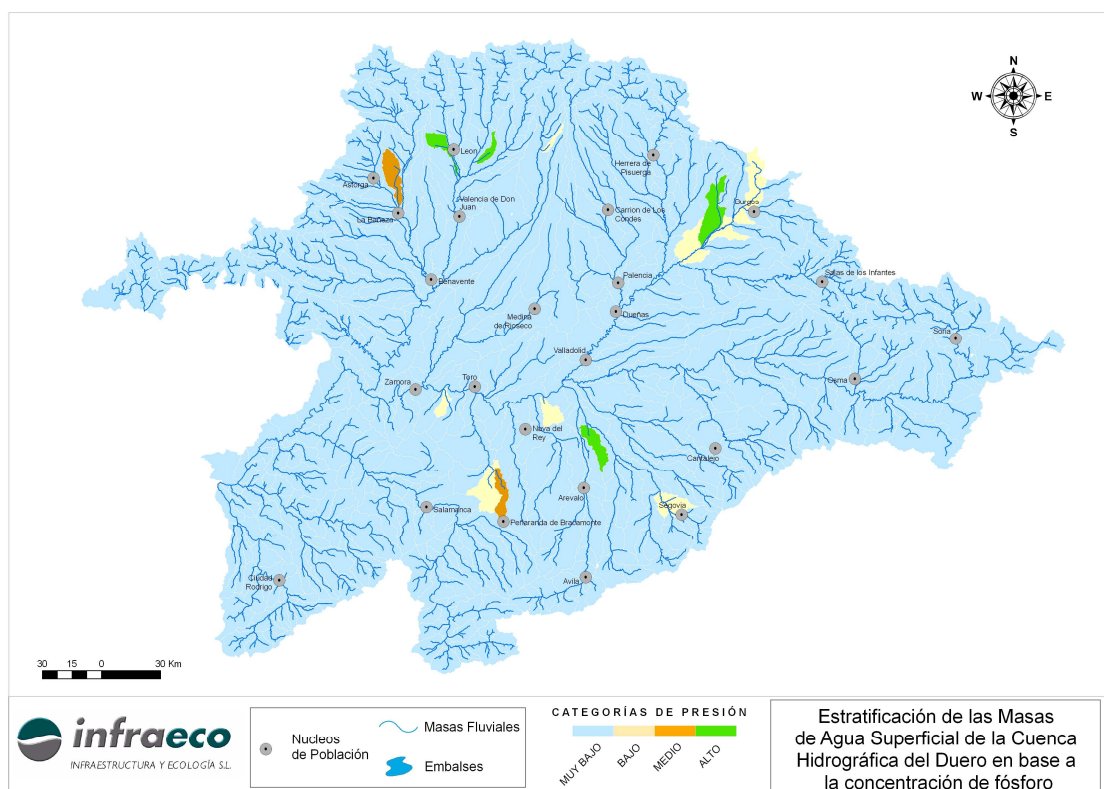 N
W
E
S
Leon
Astorga
La Bañeza
Valencia de Don
Juan
Herrera de
Pisuerga
Carrion de Los
Condes
Burgos
Benavente
Palencia
Salas de los Infantes
Medina
de Rioseco
Dueñas
Soria
Valladolid
Zamora
Toro
Osma
Nava del
Rey
Cantalejo
Arevalo
Segovia
Salamanca
Peñaranda de Bracamonte
Ciudad
Rodrigo
Avila
30 15 0 30 Km
infraeco
INFRAESTRUCTURA Y ECOLOGÍA S.L.
Núcleos
de Población
Masas Fluviales
Embalses
CATEGORÍAS DE PRESIÓN
MUY BAJO
BAJO
MEDIO
ALTO
Estratificación de las Masas
de Agua Superficial de la Cuenca
Hidrográfica del Duero en base a
la concentración de fósforo